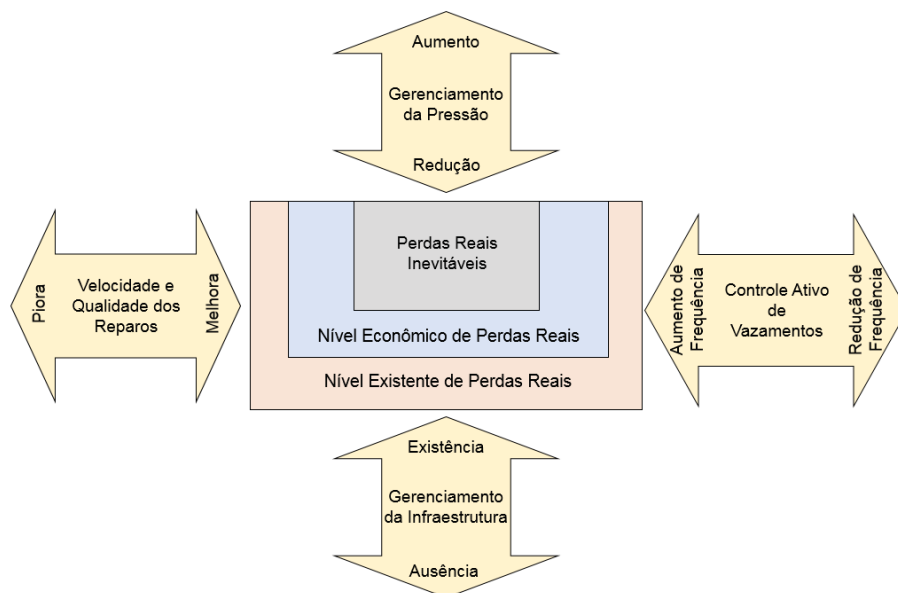 Aumento
Gerenciamento
da Pressão
Redução
Piora
Velocidade e
Qualidade dos
Reparos
Melhora
Perdas Reais
Inevitáveis
Nível Econômico de Perdas Reais
Nível Existente de Perdas Reais
Aumento de
Frequência
Controle Ativo
de
Vazamentos
Redução de
Frequência
Existência
Gerenciamento
da Infraestrutura
Ausência